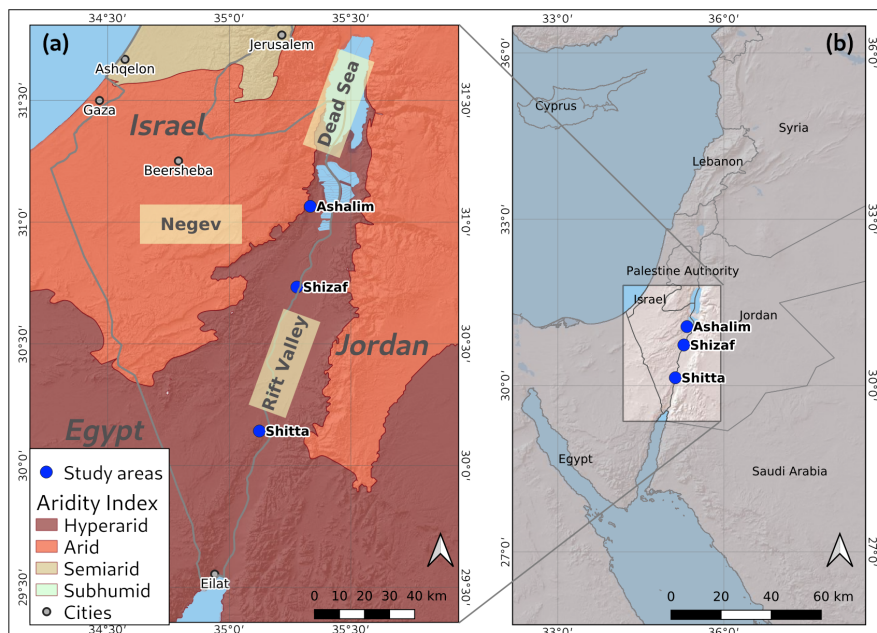 34°30'
35°0'
35°30'
33°0'
36°0'
(a)
Jerusalem
Ashqelon
Gaza
Israel
Dead Sea
31°30'
31°30'
Beersheba
Negev
Ashalim
31°0'
31°0'
Shizaf
30°30'
30°30'
Rift Valley
Jordan
Egypt
Shitta
30°0'
30°0'
Study areas
Aridity Index
Hyperarid
Arid
Semiarid
Subhumid
Cities
Eilat
29°30'
29°30'
0 10 20 30 40 km
34°30'
35°0'
35°30'
(b)
36°0'
36°0'
Cyprus
Syria
Lebanon
33°0'
33°0'
Palestine Authority
Israel
Jordan
Ashalim
Shizaf
Shitta
30°0'
30°0'
Egypt
Saudi Arabia
27°0'
27°0'
0 20 40 60 km
33°0'
36°0'